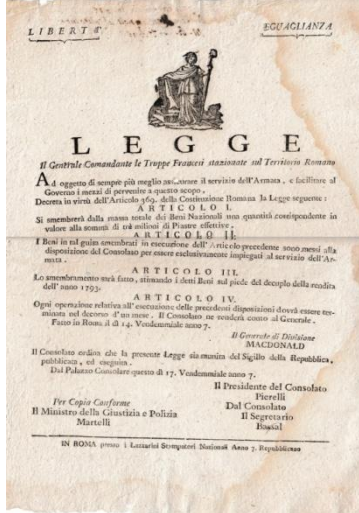 LIBERTÀ
EGUAGLIANZA
LEGGE
Il Generale Comandante le Truppe Francesi stazionate sul Territorio Romano
Ad oggetto di sempre più meglio assicurare il servizio dell'Armata, e facilitare al
Governo i mezzi di pervenire a questo scopo,
Decreta in virtù dell'Articolo 369. della Costituzione Romana la Legge seguente:
ARTICOLO I.
Si smembrerà dalla massa totale dei Beni Nazionali una quantità corrispondente in
valore alla somma di tre milioni di Piastre effettive.
ARTICOLO II.
I Beni in tal guisa smembrati in esecuzione dell'Articolo precedente sono messi alla
disposizione del Consolato per essere esclusivamente impiegati al servizio dell'Ar-
mata.
ARTICOLO III.
Lo smembramento sarà fatto, stimando i detti Beni sul piede del decuplo della rendita
dell'anno 1793.
ARTICOLO IV.
Ogni operazione relativa all'esecuzione delle precedenti disposizioni dovrà essere ter-
minata nel decorso d'un mese. Il Consolato ne renderà conto al Generale.
Fatto in Roma il dì 14. Vendemmiale anno 7.
Il Generale di Divisione
MACDONALD
Il Consolato ordina che la presente Legge sia munita del Sigillo della Repubblica,
pubblicata, ed eseguita.
Dal Palazzo Consolare questo dì 17. Vendemmiale anno 7.
Il Presidente del Consolato
Pierelli
Per Copia Conforme
Dal Consolato
Il Ministro della Giustizia e Polizia
Il Segretario
Martelli
Bassal
IN ROMA presso i Lazzarini Stampatori Nazionali Anno 7. Repubblicano